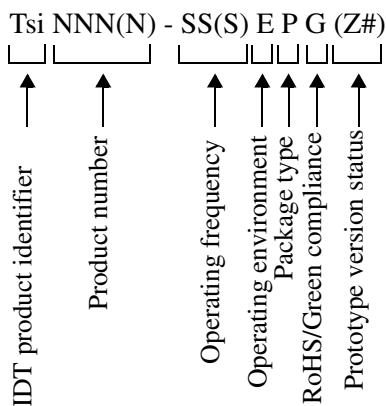 Tsi NNN(N) - SS(S) E P G (Z#)
IDT product identifier
Product number
Operating frequency
Operating environment
Package type
RoHS/Green compliance
Prototype version status